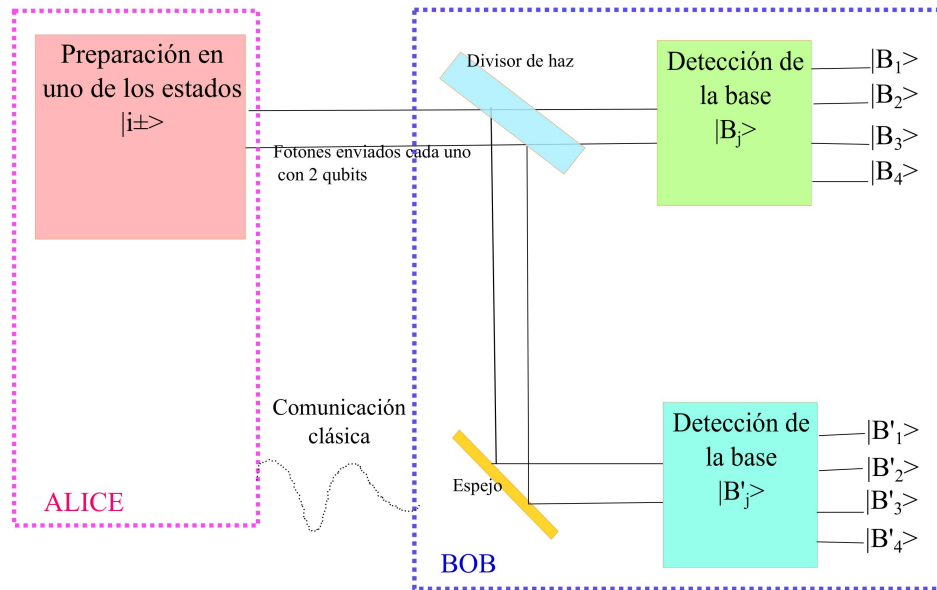 Preparación en
uno de los estados
|i±>
ALICE
Fotones enviados cada uno
con 2 qubits
Comunicación
clásica
Divisor de haz
Detección de
la base
|Bj>
|B1>
|B2>
|B3>
|B4>
Espejo
Detección de
la base
|B'j>
|B'1>
|B'2>
|B'3>
|B'4>
BOB